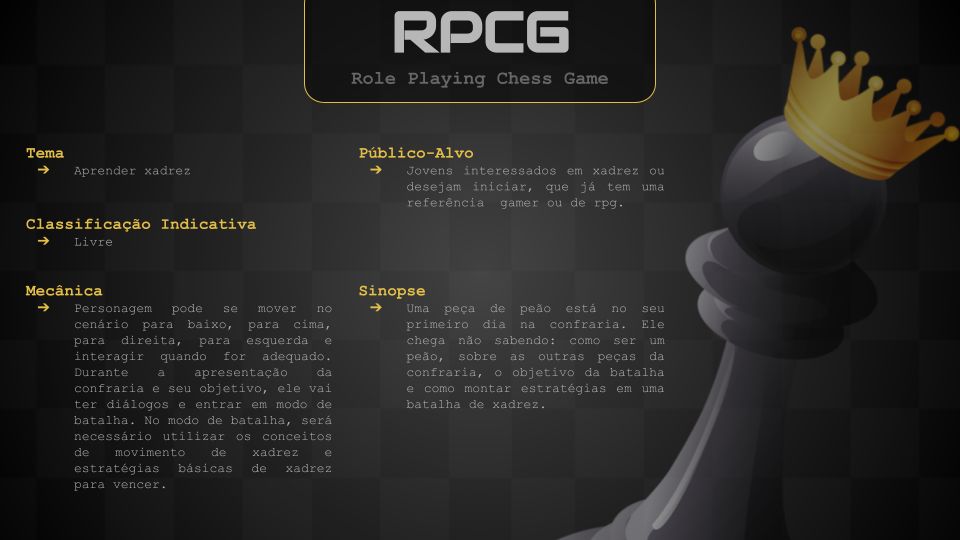 RPCG
Role Playing Chess Game
Tema
➔ Aprender xadrez
Classificação Indicativa
➔ Livre
Mecânica
➔ Personagem pode se mover no
cenário para baixo, para cima,
para direita, para esquerda e
interagir quando for adequado.
Durante a apresentação da
confraria e seu objetivo, ele vai
ter diálogos e entrar em modo de
batalha. No modo de batalha, será
necessário utilizar os conceitos
de movimento de xadrez e
estratégias básicas de xadrez
para vencer.
Público-Alvo
➔ Jovens interessados em xadrez ou
desejam iniciar, que já tem uma
referência gamer ou de rpg.
Sinopse
➔ Uma peça de peão está no seu
primeiro dia na confraria. Ele
chega não sabendo: como ser um
peão, sobre as outras peças da
confraria, o objetivo da batalha
e como montar estratégias em uma
batalha de xadrez.